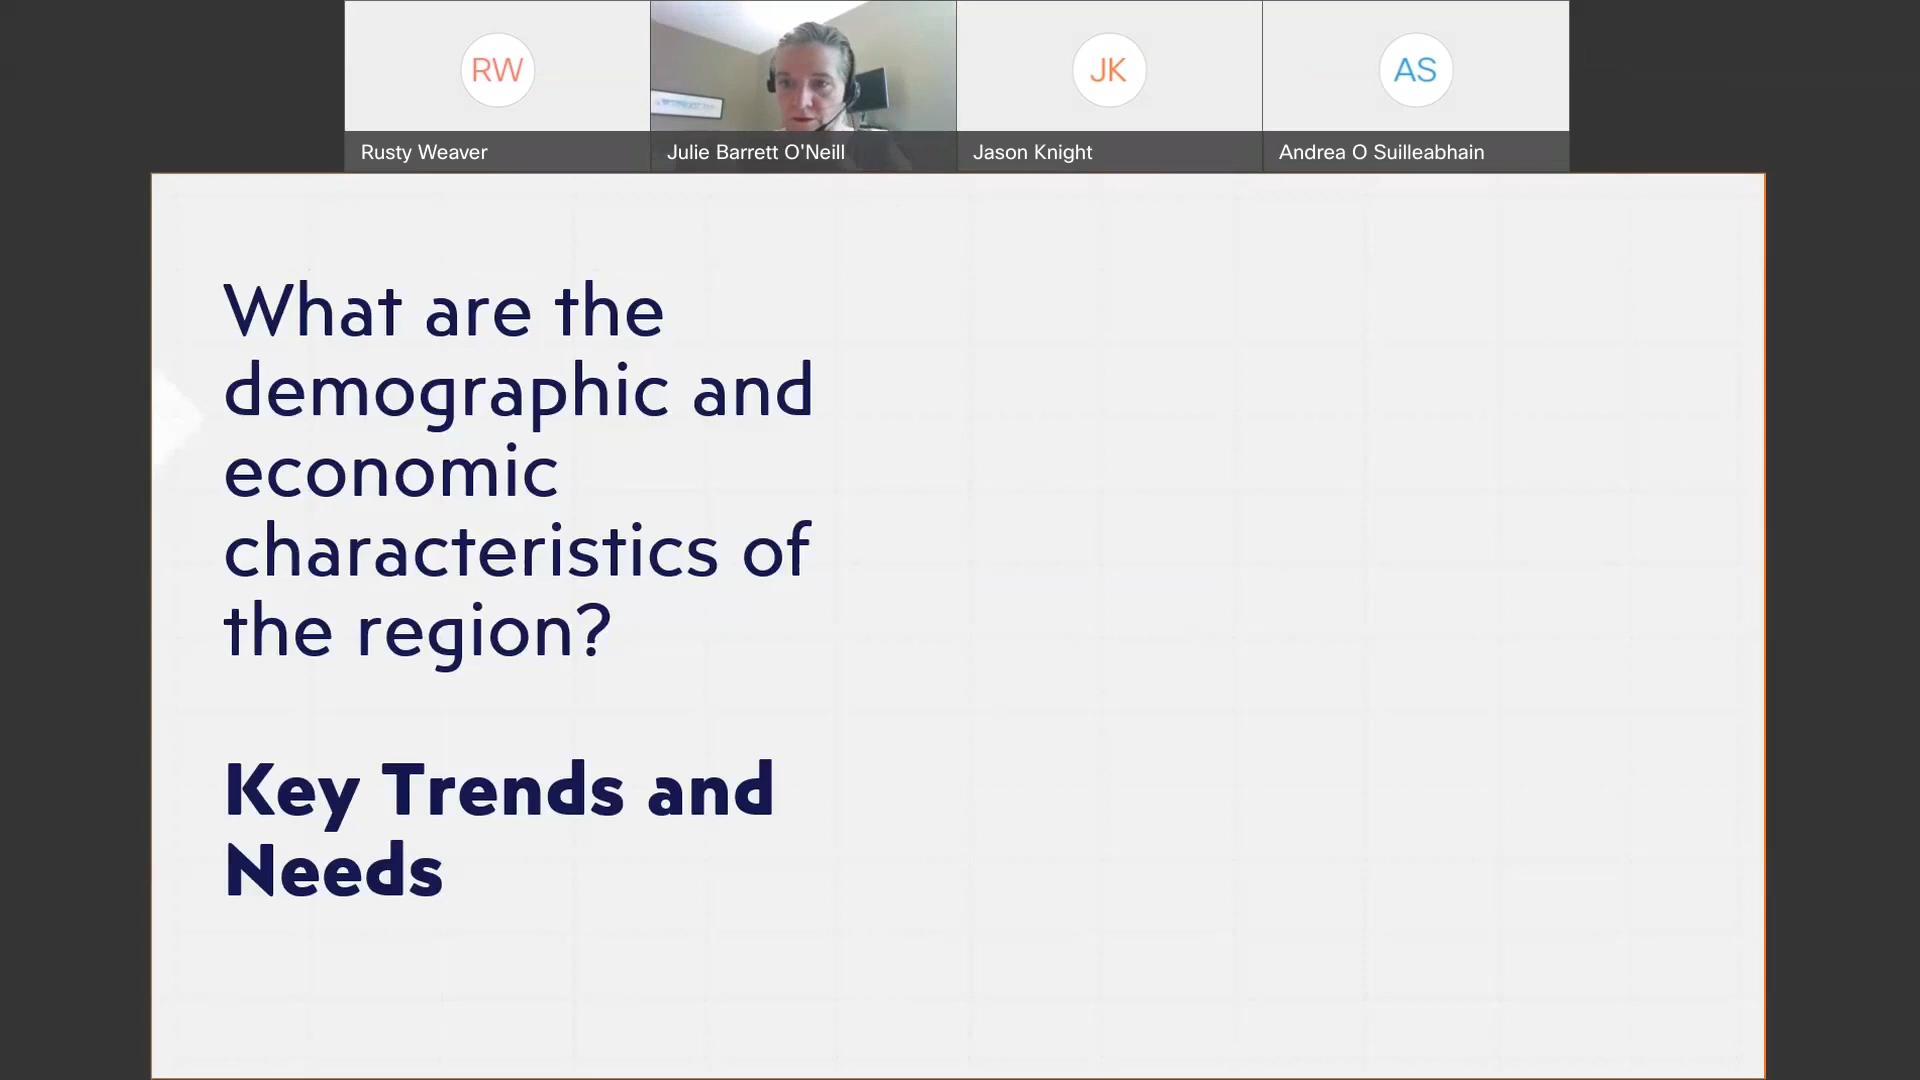 RW
JK
AS
Rusty Weaver
Julie Barrett O'Neill
Jason Knight
Andrea O Suilleabhain
What are the
demographic and
economic
characteristics of
the region?
Key Trends and
Needs